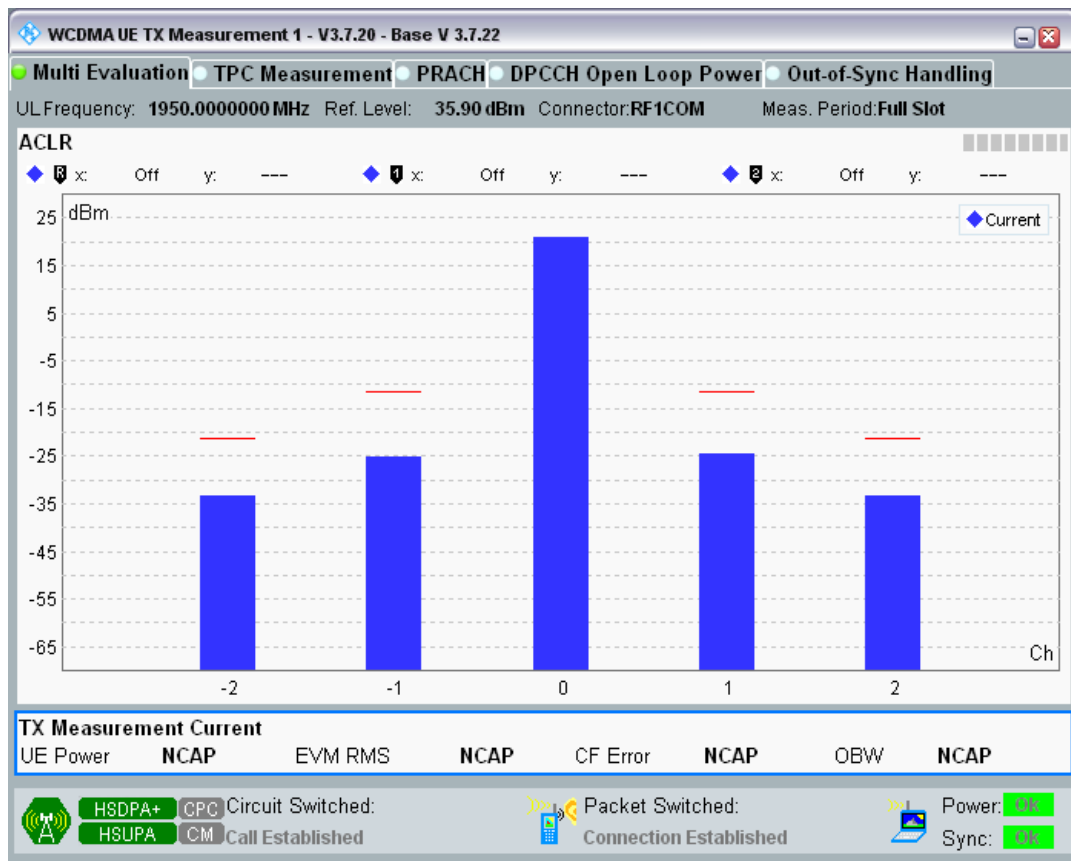 WCDMA UE TX Measurement 1 - V3.7.20 - Base V 3.7.22
Multi Evaluation TPC Measurement PRACH DPCCH Open Loop Power Out-of-Sync Handling
UL Frequency: 1950.0000000 MHz Ref. Level: 35.90 dBm Connector:RF1COM Meas. Period:Full Slot
ACLR
R x: Off y: --- 1 x: Off y: --- 2 x: Off y: ---
dBm
Current
25
15
5
-5
-15
-25
-35
-45
-55
-65
Ch
-2 -1 0 1 2
TX Measurement Current
UE Power NCAP EVM RMS NCAP CF Error NCAP OBW NCAP
HSDPA+ CPC Circuit Switched: Packet Switched: Power: OK
HSUPA CM Call Established Connection Established Sync: OK